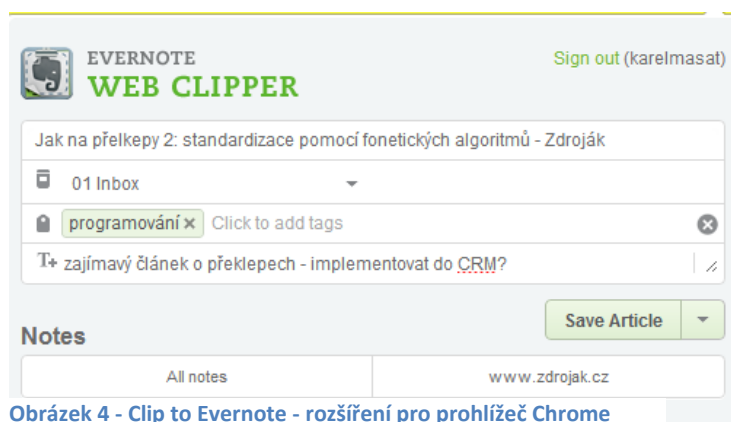 EVERNOTE
WEB CLIPPER
Sign out (karelmasat)
Jak na přelkepy 2: standardizace pomocí fonetických algoritmů - Zdroják
01 Inbox
programování × Click to add tags
T+ zajímavý článek o překlepech - implementovat do CRM?
Save Article
Notes
All notes
www.zdrojak.cz
Obrázek 4 - Clip to Evernote - rozšíření pro prohlížeč Chrome